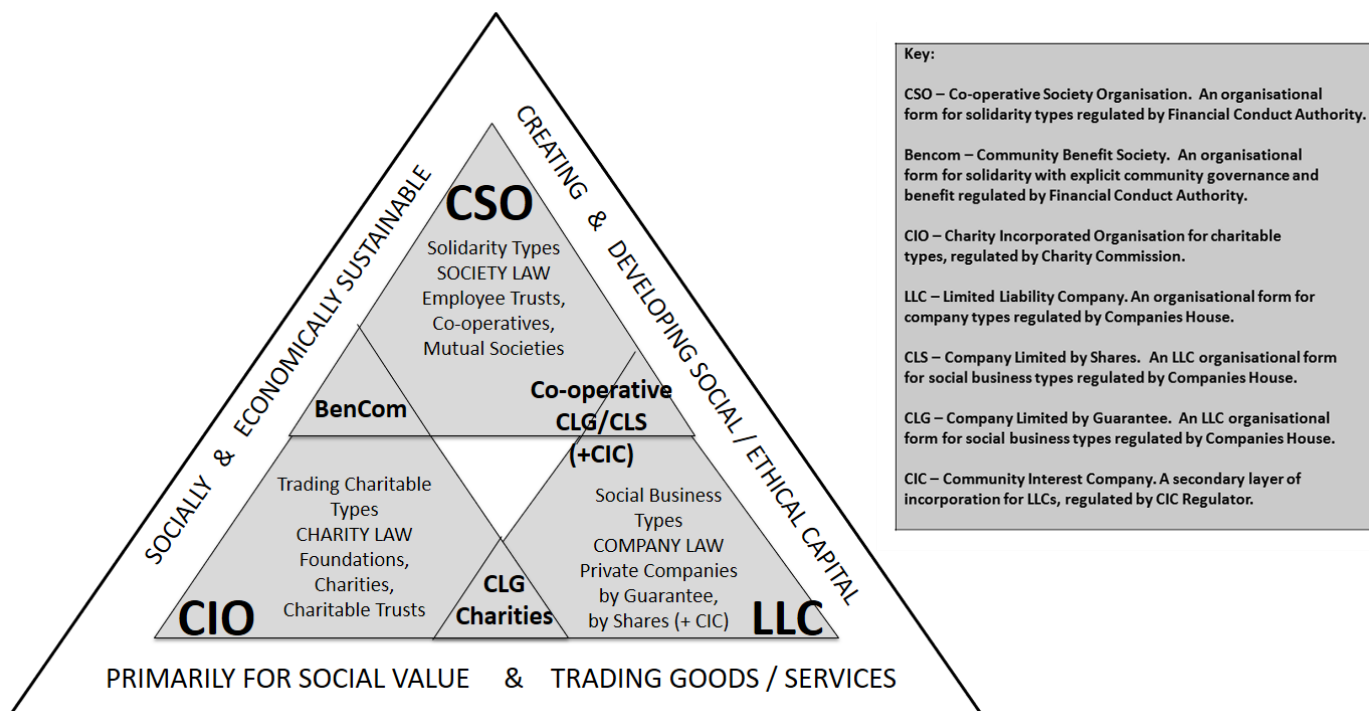 SOCIALLY & ECONOMICALLY SUSTAINABLE
CREATING & DEVELOPING SOCIAL / ETHICAL CAPITAL
CSO
Solidarity Types
SOCIETY LAW
Employee Trusts,
Co-operatives,
Mutual Societies
BenCom
Co-operative
CLG/CLS
(+CIC)
Trading Charitable
Types
CHARITY LAW
Foundations,
Charities,
Charitable Trusts
CIO
CLG
Charities
Social Business
Types
COMPANY LAW
Private Companies
by Guarantee,
by Shares (+ CIC)
LLC
PRIMARILY FOR SOCIAL VALUE & TRADING GOODS / SERVICES
Key:
CSO – Co-operative Society Organisation. An organisational
form for solidarity types regulated by Financial Conduct Authority.
Bencom – Community Benefit Society. An organisational
form for solidarity with explicit community governance and
benefit regulated by Financial Conduct Authority.
CIO – Charity Incorporated Organisation for charitable
types, regulated by Charity Commission.
LLC – Limited Liability Company. An organisational form for
company types regulated by Companies House.
CLS – Company Limited by Shares. An LLC organisational form
for social business types regulated by Companies House.
CLG – Company Limited by Guarantee. An LLC organisational
form for social business types regulated by Companies House.
CIC – Community Interest Company. A secondary layer of
incorporation for LLCs, regulated by CIC Regulator.